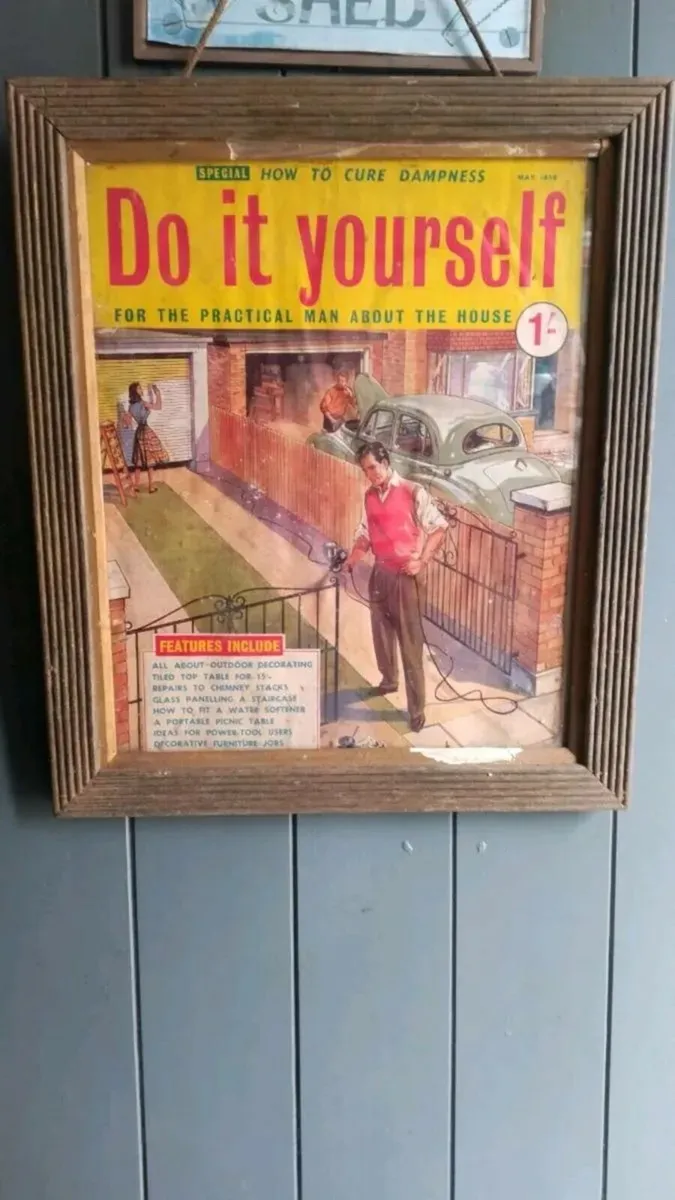 SHED
SPECIAL HOW TO CURE DAMPNESS
MAY
Do it yourself
FOR THE PRACTICAL MAN ABOUT THE HOUSE
1/-
FEATURES INCLUDE
ALL ABOUT OUTDOOR DECORATING
TILED TOP TABLE FOR 15/-
REPAIRS TO CHIMNEY STACKS
GLASS PANELLING A STAIRCASE
HOW TO FIT A WATER SOFTENER
A PORTABLE PICNIC TABLE
IDEAS FOR POWER-TOOL USERS
DECORATIVE FURNITURE JOBS